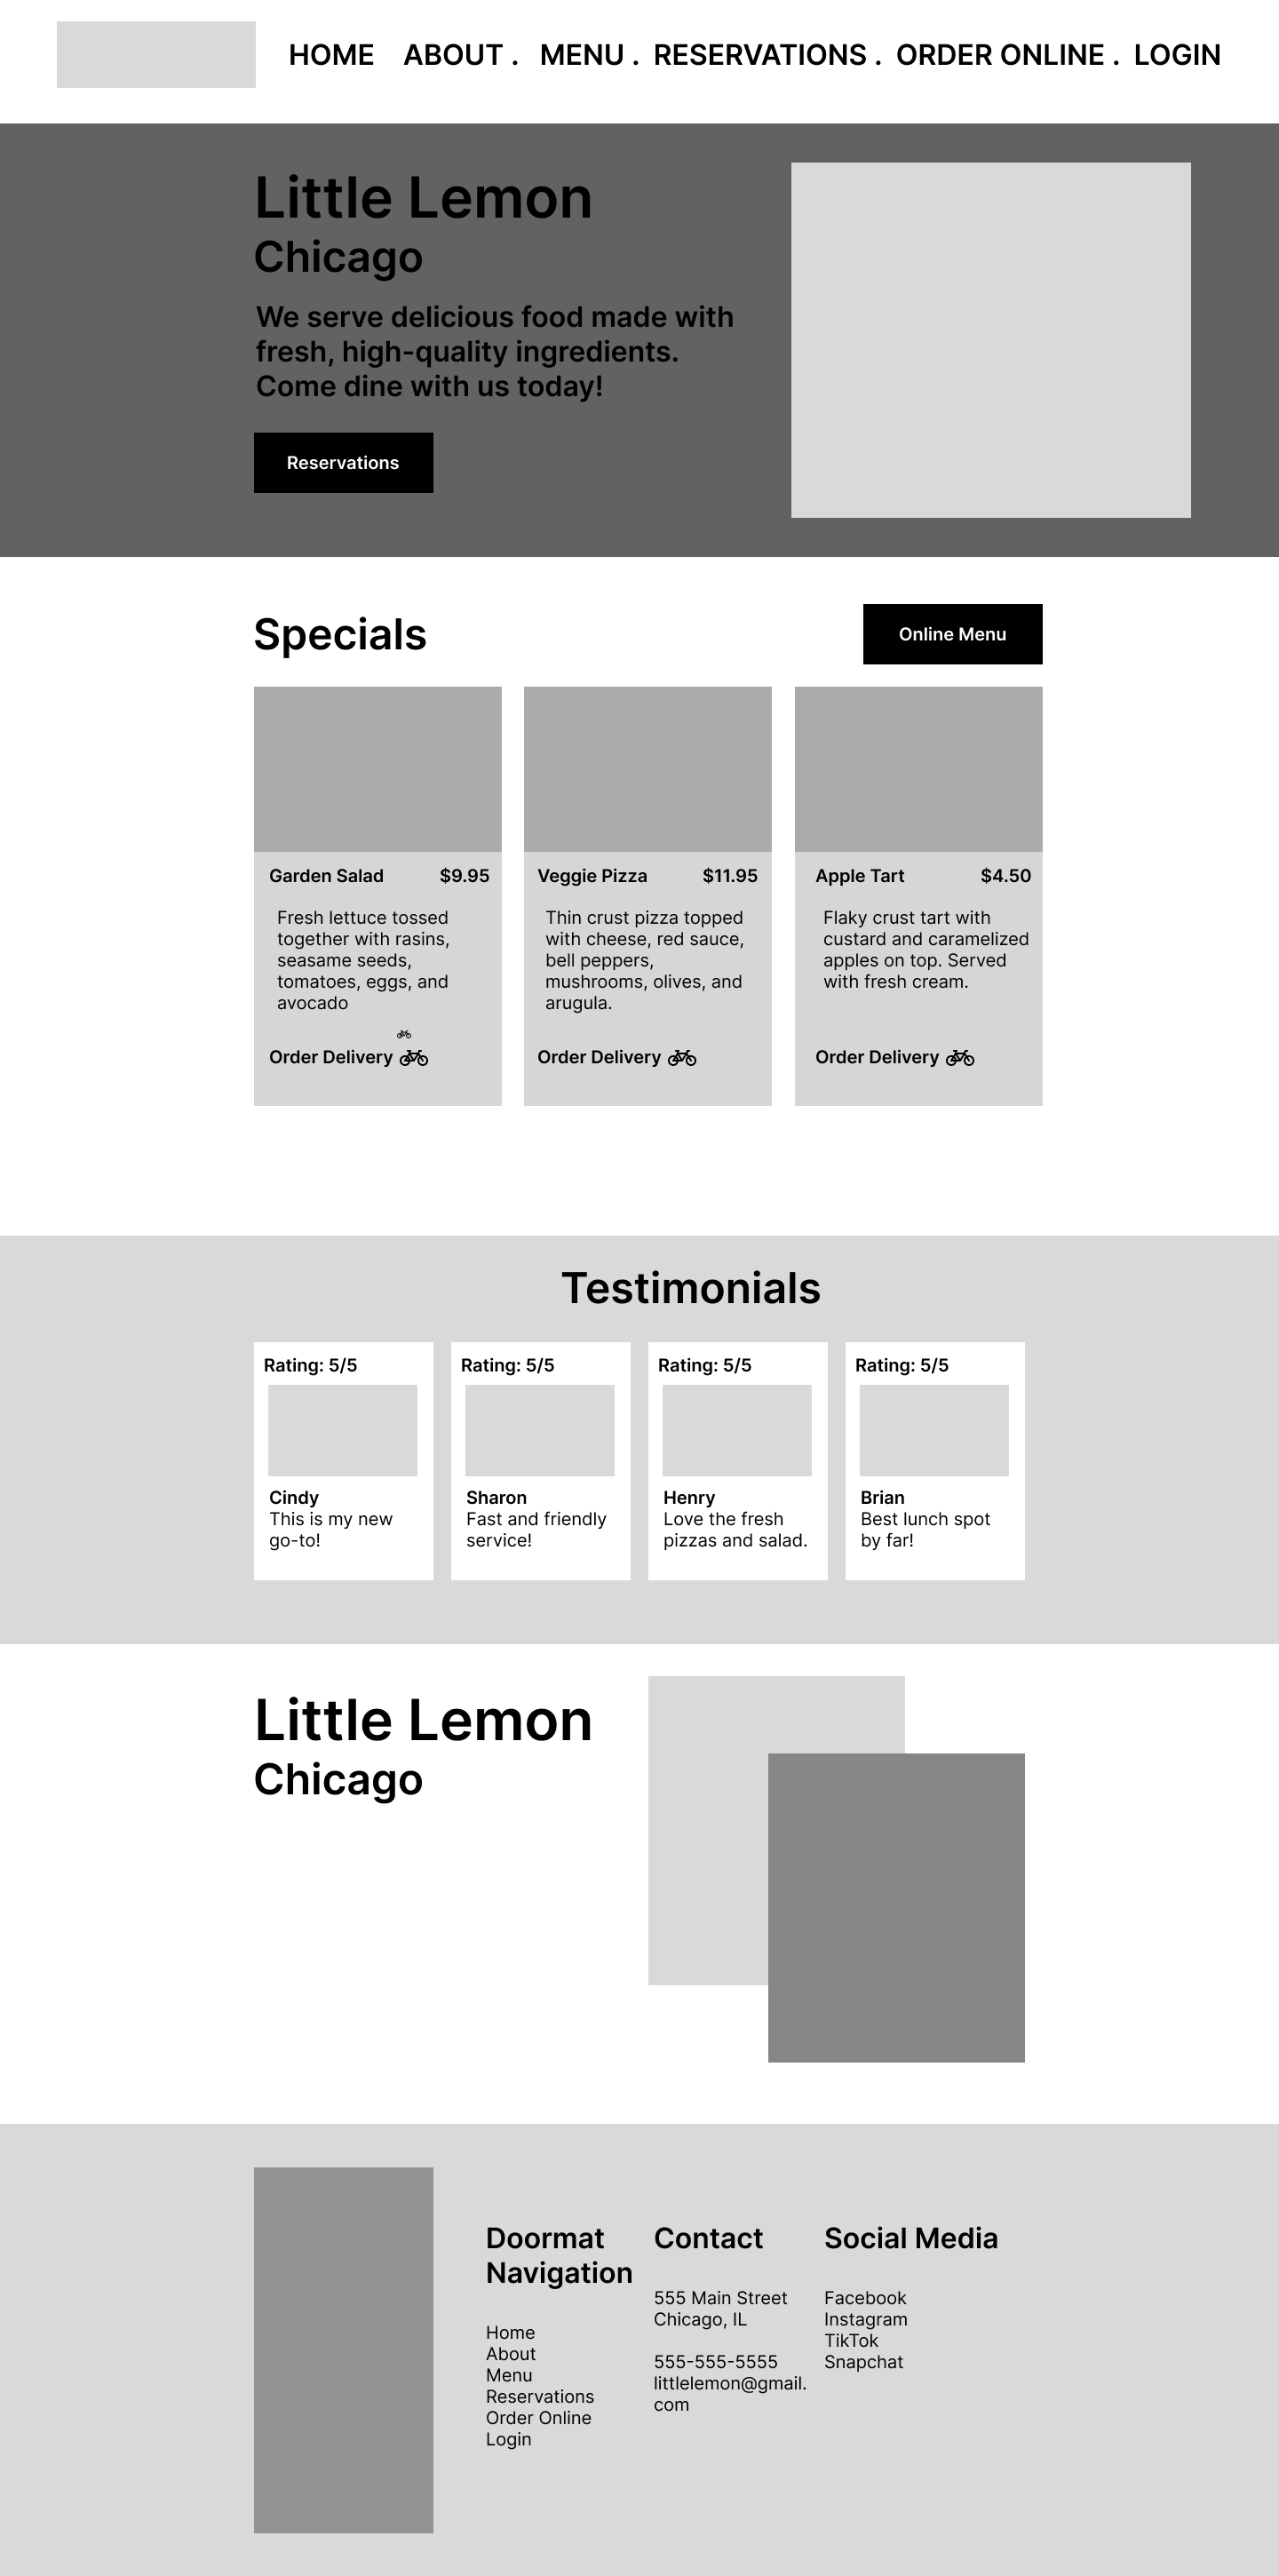 HOME ABOUT . MENU . RESERVATIONS . ORDER ONLINE . LOGIN
Little Lemon
Chicago
We serve delicious food made with
fresh, high-quality ingredients.
Come dine with us today!
Reservations
Specials
Online Menu
Garden Salad $9.95
Fresh lettuce tossed
together with rasins,
seasame seeds,
tomatoes, eggs, and
avocado
Order Delivery
Veggie Pizza $11.95
Thin crust pizza topped
with cheese, red sauce,
bell peppers,
mushrooms, olives, and
arugula.
Order Delivery
Apple Tart $4.50
Flaky crust tart with
custard and caramelized
apples on top. Served
with fresh cream.
Order Delivery
Testimonials
Rating: 5/5
Cindy
This is my new
go-to!
Rating: 5/5
Sharon
Fast and friendly
service!
Rating: 5/5
Henry
Love the fresh
pizzas and salad.
Rating: 5/5
Brian
Best lunch spot
by far!
Little Lemon
Chicago
Doormat
Navigation
Home
About
Menu
Reservations
Order Online
Login
Contact
555 Main Street
Chicago, IL
555-555-5555
littlelemon@gmail.
com
Social Media
Facebook
Instagram
TikTok
Snapchat